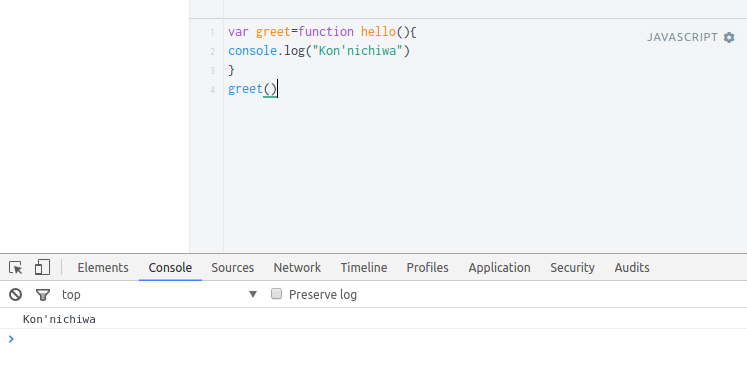 1 var greet=function hello(){
JAVASCRIPT
2 console.log("Kon'nichiwa")
3 }
4 greet()
Elements Console Sources Network Timeline Profiles Application Security Audits
top Preserve log
Kon'nichiwa